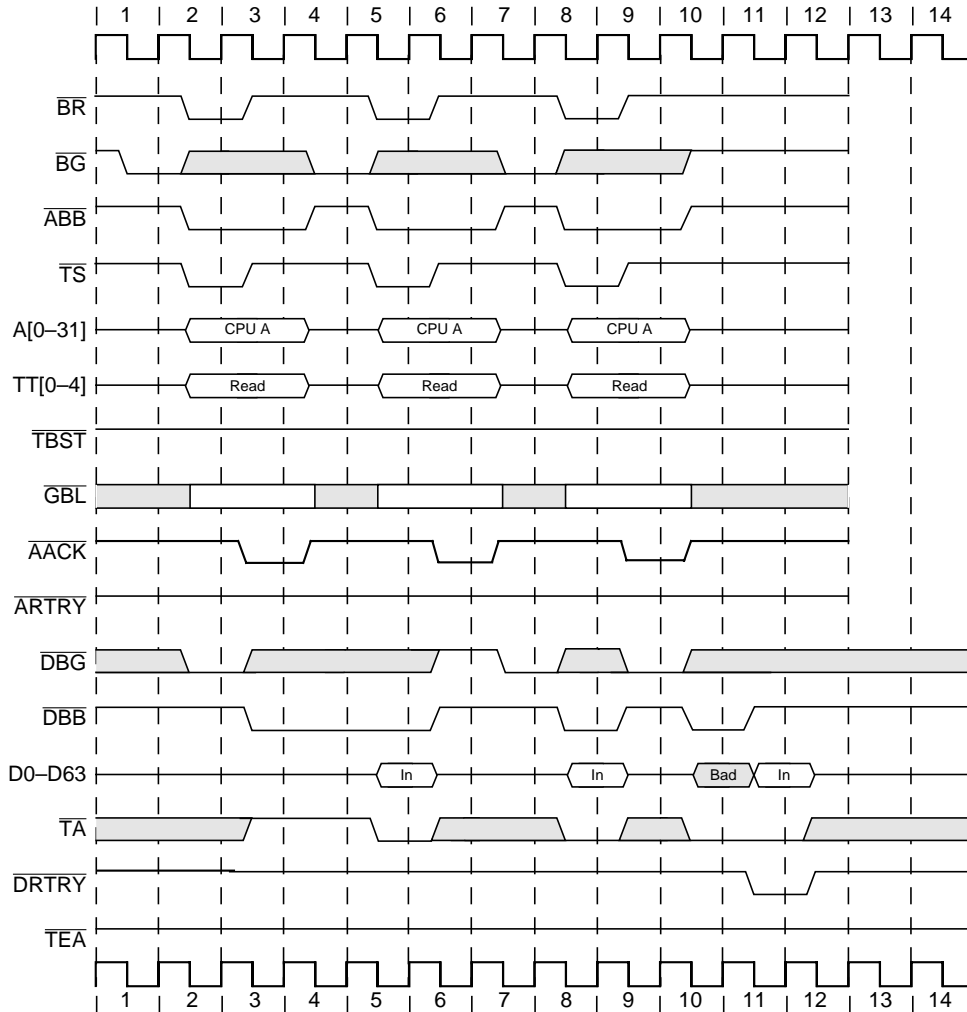 1 2 3 4 5 6 7 8 9 10 11 12 13 14
BR
BG
ABB
TS
A[0–31] CPU A CPU A CPU A
TT[0–4] Read Read Read
TBST
GBL
AACK
ARTRY
DBG
DBB
D0–D63 In In Bad In
TA
DRTRY
TEA
1 2 3 4 5 6 7 8 9 10 11 12 13 14